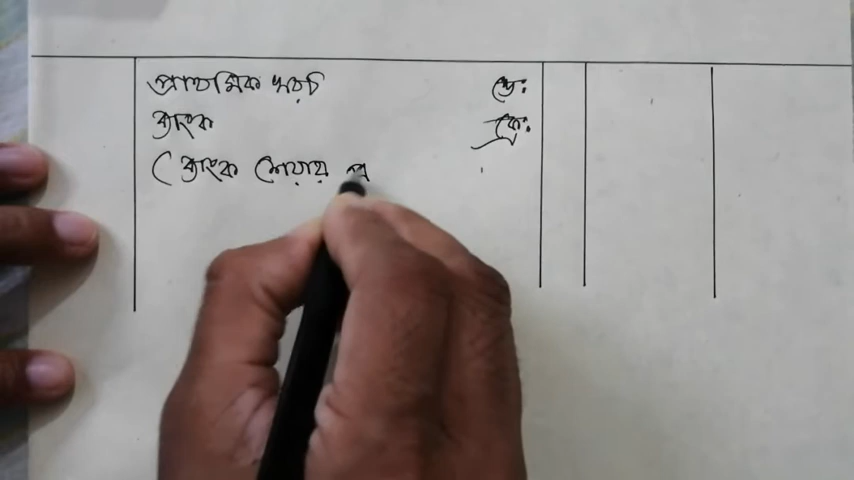 প্রাথমিক খরচ ডে:
ব্যাংক ক্রে:
( ব্যাংক শেয়ার